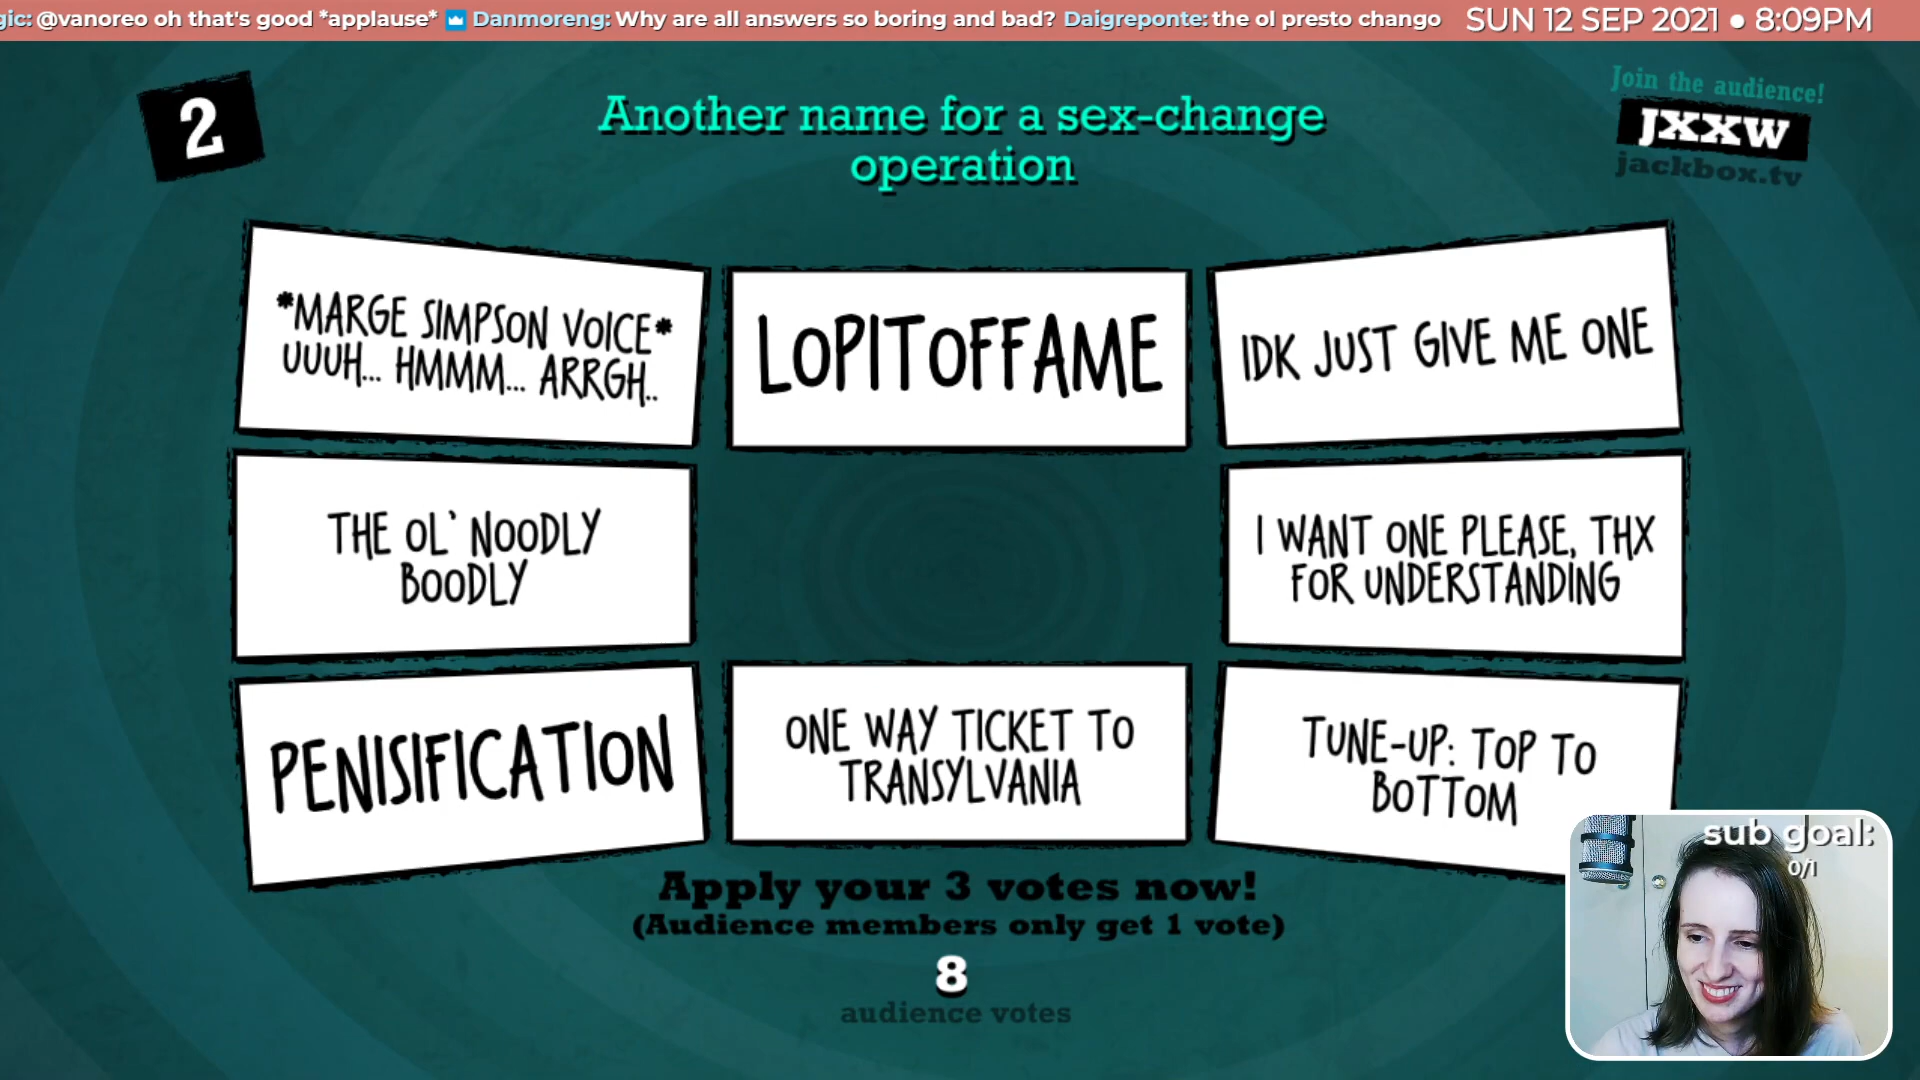 gic: @vanoreo oh that's good *applause* Danmoreng: Why are all answers so boring and bad? Daigreponte: the ol presto chango SUN 12 SEP 2021 ● 8:09PM
2
Another name for a sex-change
operation
Join the audience!
JXXW
jackbox.tv
*MARGE SIMPSON VOICE*
UUUH... HMMM... ARRGH..
LOPITOFFAME
IDK JUST GIVE ME ONE
THE OL' NOODLY
BOODLY
I WANT ONE PLEASE, THX
FOR UNDERSTANDING
PENISIFICATION
ONE WAY TICKET TO
TRANSYLVANIA
TUNE-UP: TOP TO
BOTTOM
sub goal:
0/1
Apply your 3 votes now!
(Audience members only get 1 vote)
8
audience votes